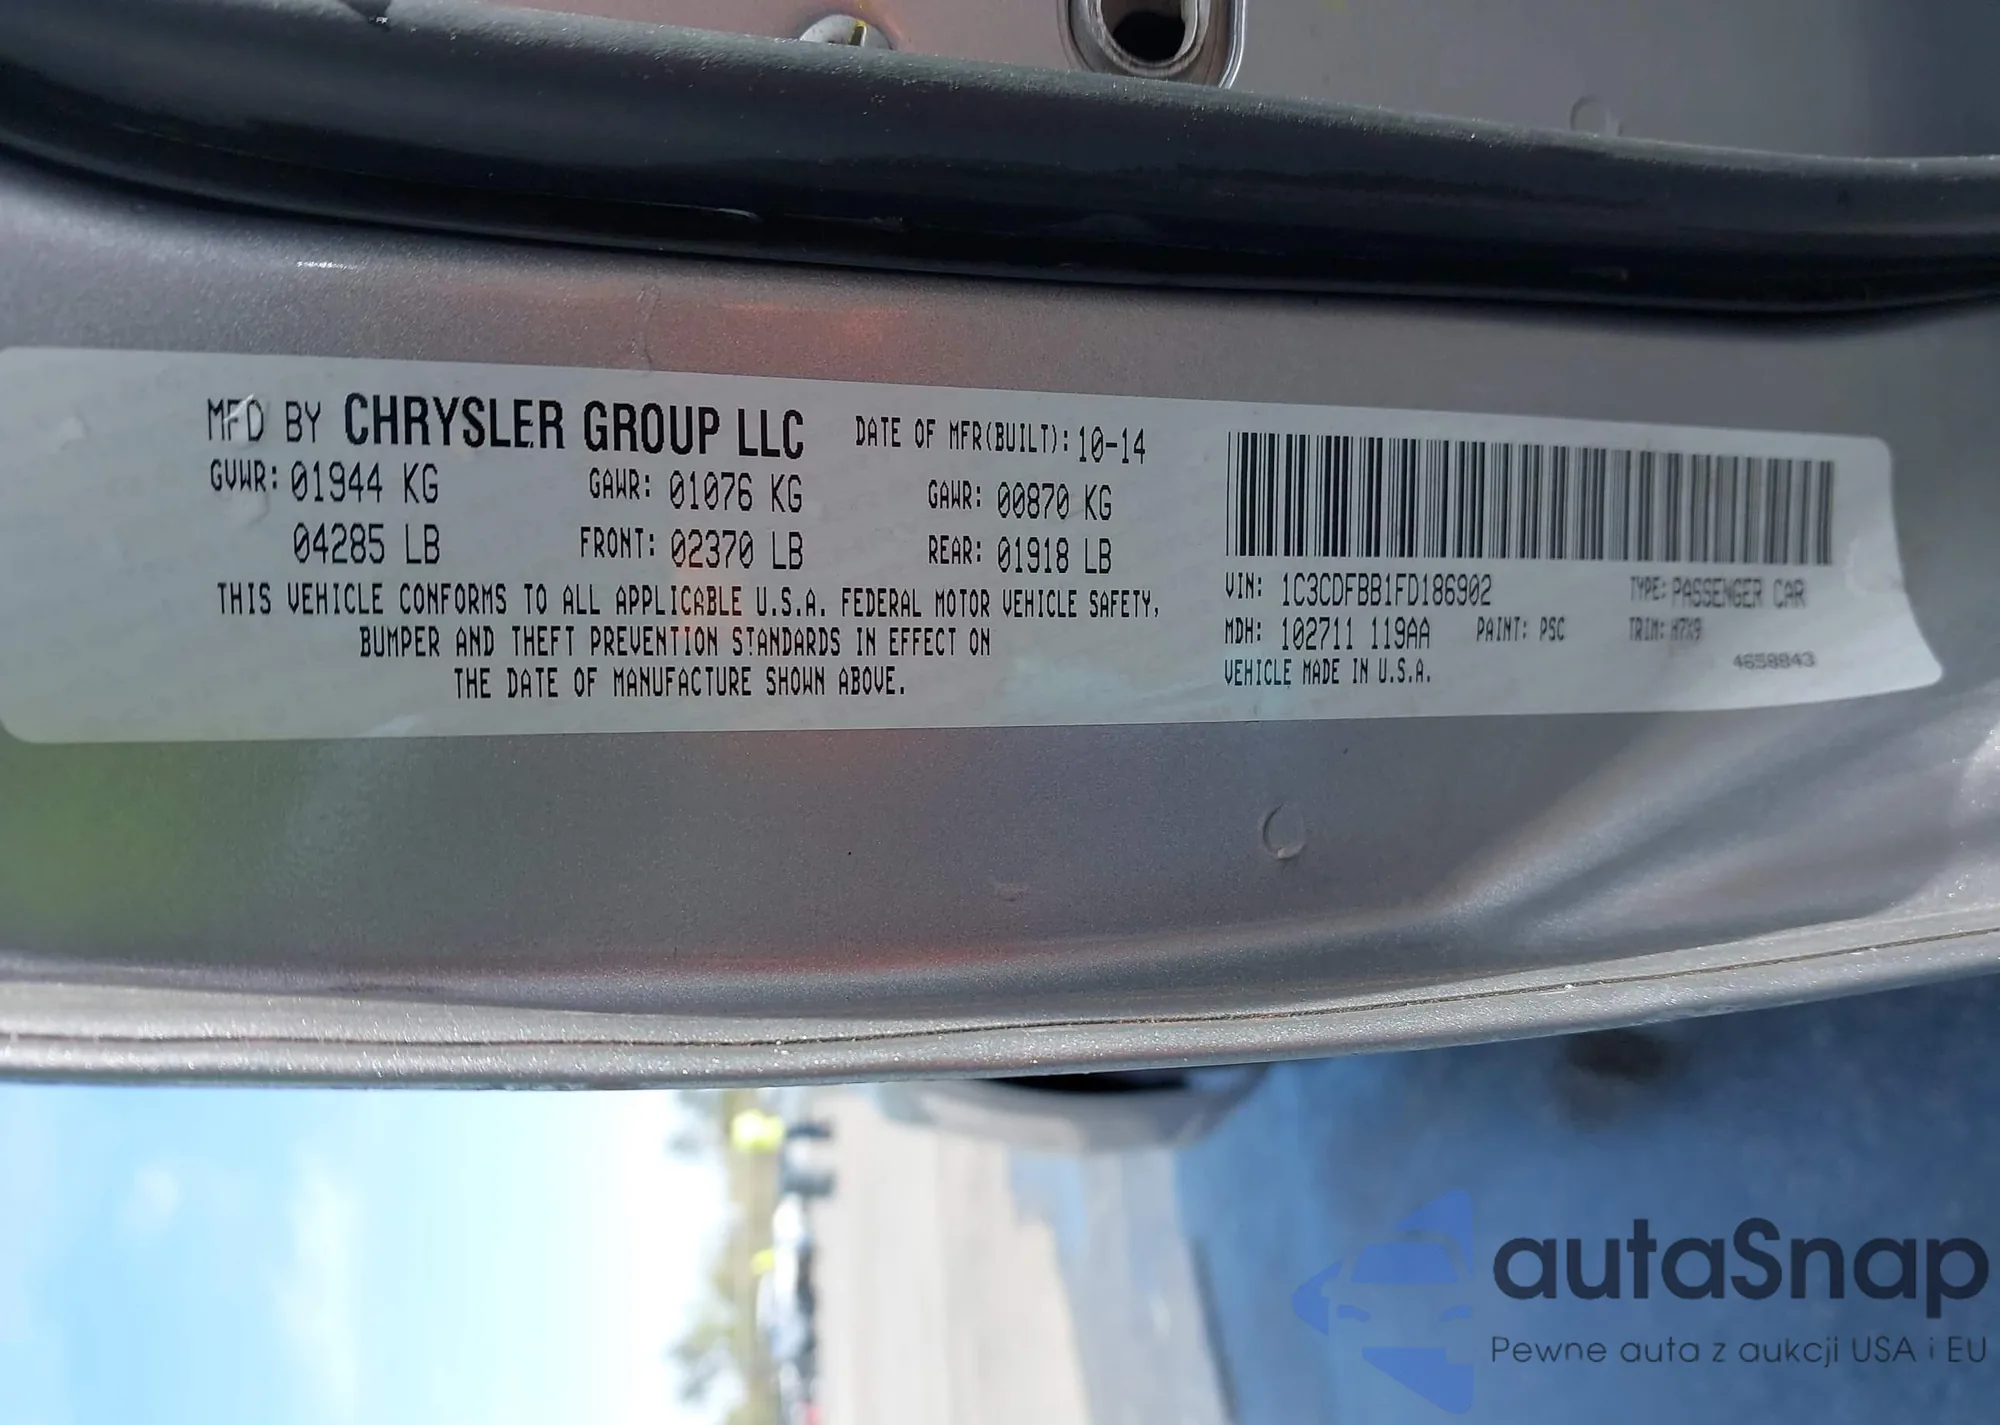 MFD BY CHRYSLER GROUP LLC DATE OF MFR(BUILT): 10-14
GVWR: 01944 KG GAWR: 01076 KG GAWR: 00870 KG
04285 LB FRONT: 02370 LB REAR: 01918 LB
THIS VEHICLE CONFORMS TO ALL APPLICABLE U.S.A. FEDERAL MOTOR VEHICLE SAFETY,
BUMPER AND THEFT PREVENTION STANDARDS IN EFFECT ON
THE DATE OF MANUFACTURE SHOWN ABOVE.
VIN: 1C3CDFBB1FD186902 TYPE: PASSENGER CAR
MDH: 102711 119AA PAINT: PSC TRIM: H7X9
VEHICLE MADE IN U.S.A. 4658843
autaSnap
Pewne auta z aukcji USA i EU